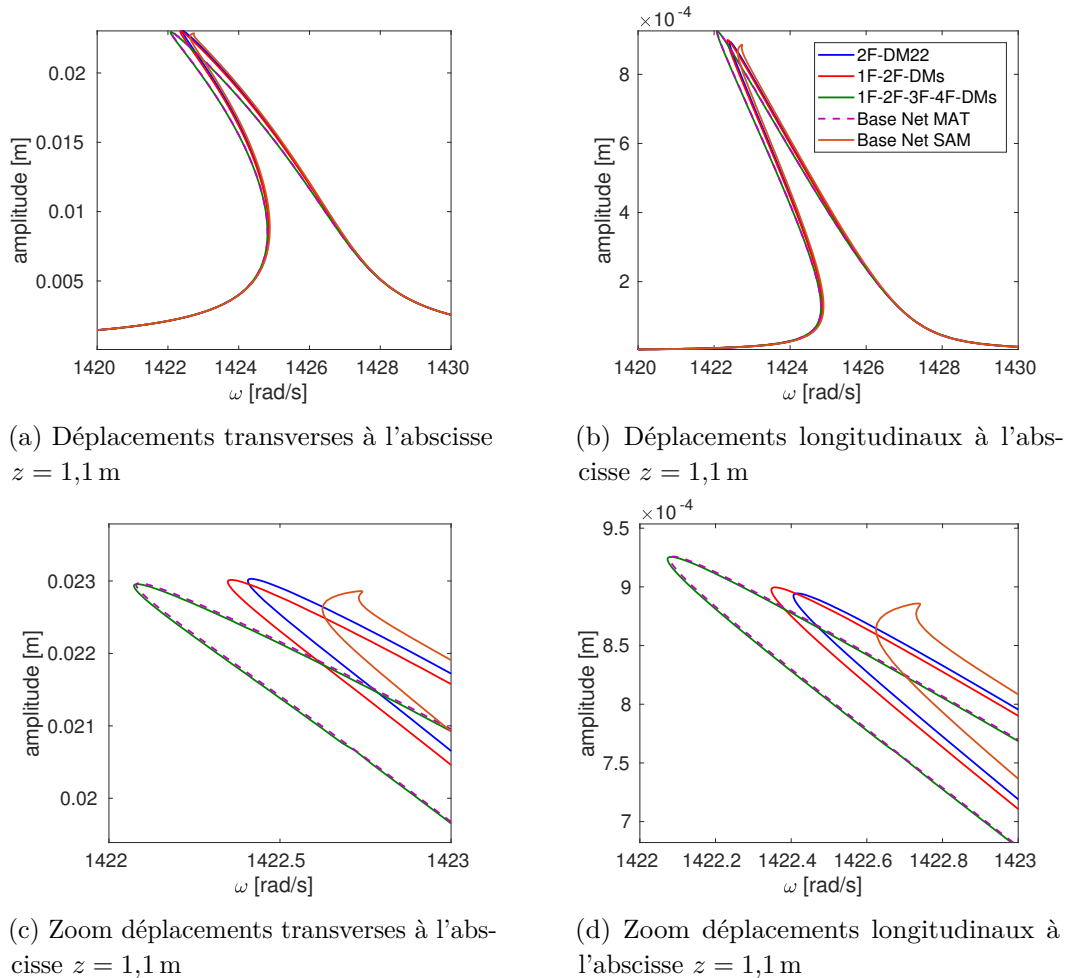 0.02
0.015
0.01
0.005
amplitude [m]
1420 1422 1424 1426 1428 1430
ω [rad/s]
(a) Déplacements transverses à l'abscisse
z = 1,1 m
×10⁻⁴
8
6
4
2
amplitude [m]
1420 1422 1424 1426 1428 1430
ω [rad/s]
2F-DM22
1F-2F-DMs
1F-2F-3F-4F-DMs
Base Net MAT
Base Net SAM
(b) Déplacements longitudinaux à l'abs-
cisse z = 1,1 m
0.023
0.022
0.021
0.02
amplitude [m]
1422 1422.5 1423
ω [rad/s]
(c) Zoom déplacements transverses à l'abs-
cisse z = 1,1 m
×10⁻⁴
9.5
9
8.5
8
7.5
7
amplitude [m]
1422 1422.2 1422.4 1422.6 1422.8 1423
ω [rad/s]
(d) Zoom déplacements longitudinaux à
l'abscisse z = 1,1 m